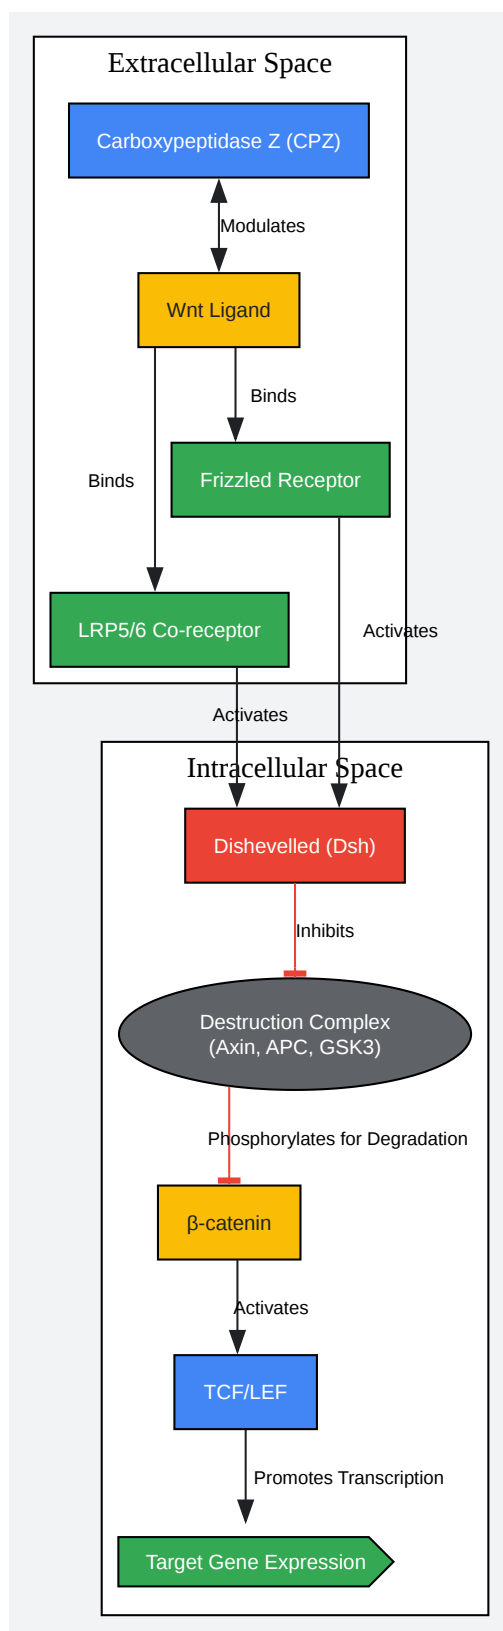 Extracellular Space
Carboxypeptidase Z (CPZ)
Modulates
Wnt Ligand
Binds
Frizzled Receptor
Binds
LRP5/6 Co-receptor
Activates
Activates
Intracellular Space
Dishevelled (Dsh)
Inhibits
Destruction Complex
(Axin, APC, GSK3)
Phosphorylates for Degradation
β-catenin
Activates
TCF/LEF
Promotes Transcription
Target Gene Expression